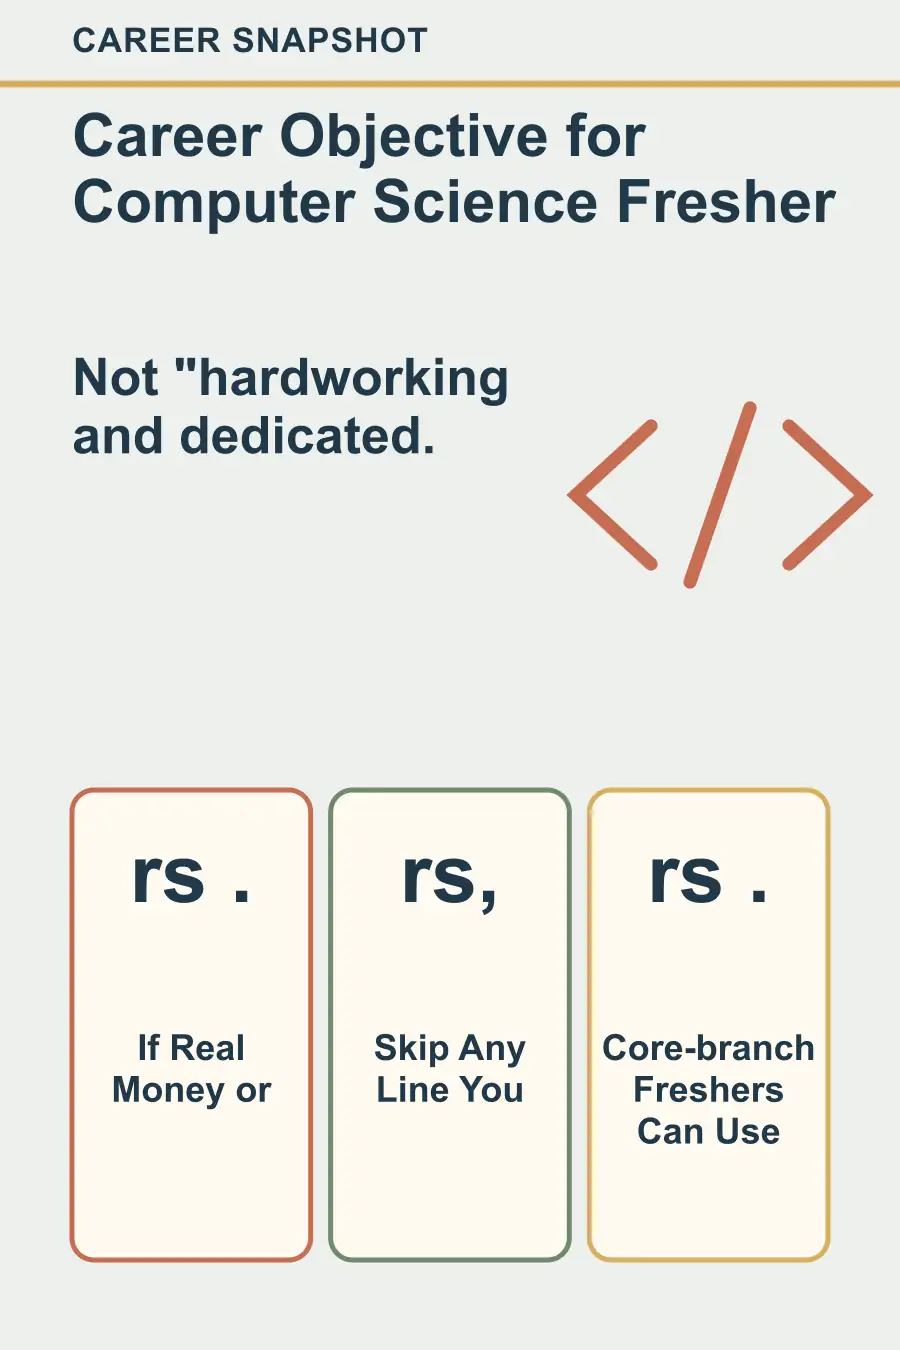 CAREER SNAPSHOT
Career Objective for
Computer Science Fresher
Not "hardworking
and dedicated.
</>
rs .
If Real
Money or
rs,
Skip Any
Line You
rs .
Core-branch
Freshers
Can Use